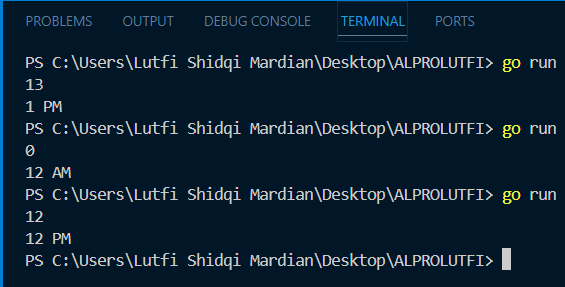 PROBLEMS OUTPUT DEBUG CONSOLE TERMINAL PORTS
PS C:\Users\Lutfi Shidqi Mardian\Desktop\ALPROLUTFI> go run
13
1 PM
PS C:\Users\Lutfi Shidqi Mardian\Desktop\ALPROLUTFI> go run
0
12 AM
PS C:\Users\Lutfi Shidqi Mardian\Desktop\ALPROLUTFI> go run
12
12 PM
PS C:\Users\Lutfi Shidqi Mardian\Desktop\ALPROLUTFI>